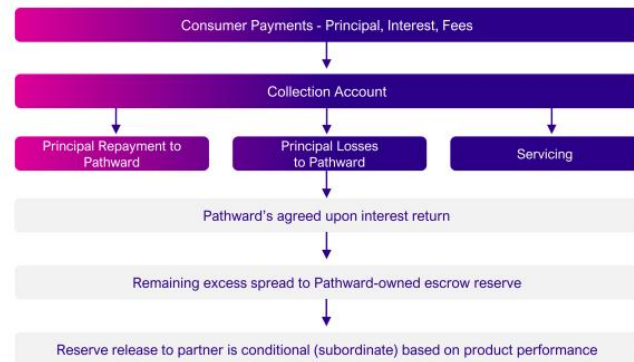 Consumer Payments - Principal, Interest, Fees
Collection Account
Principal Repayment to
Pathward
Principal Losses
to Pathward
Servicing
Pathward's agreed upon interest return
Remaining excess spread to Pathward-owned escrow reserve
Reserve release to partner is conditional (subordinate) based on product performance